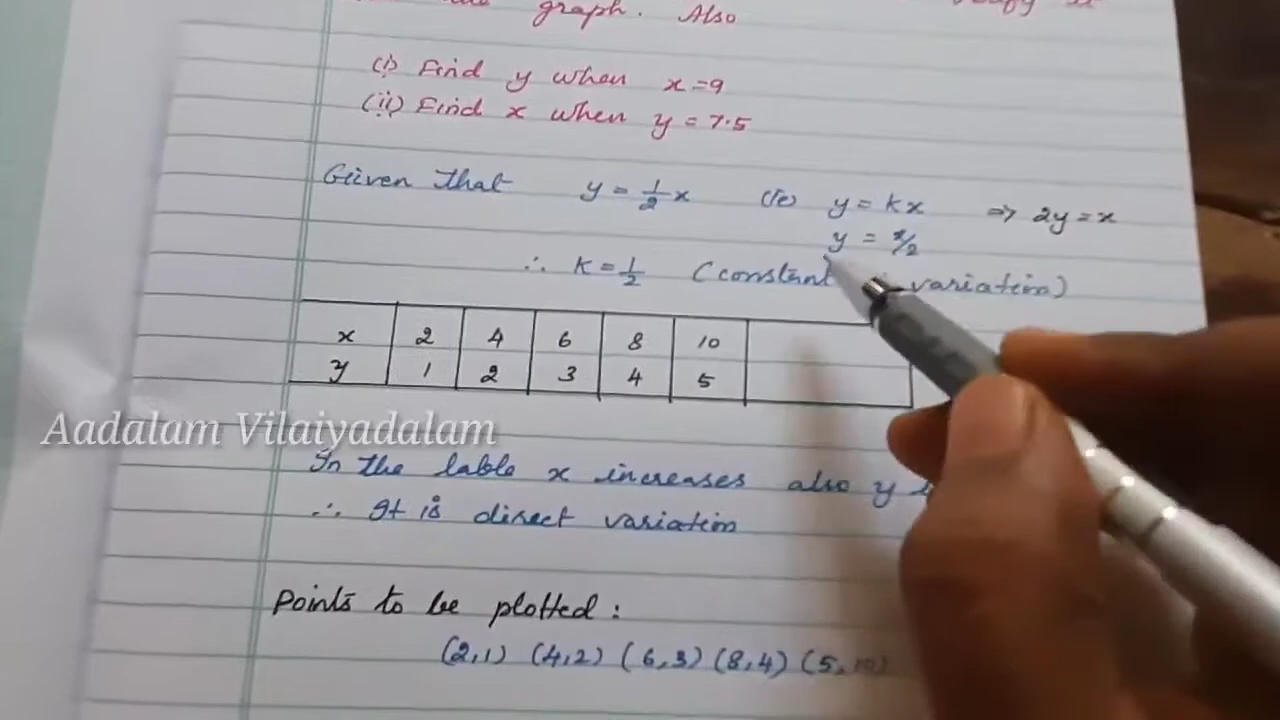 graph. Also
(i) Find y when x=9
(ii) Find x when y = 7.5
Given that y = 1/2 x (ie) y = kx ⇒ 2y = x
y = x/2
∴ K = 1/2 (constant variation)
x 2 4 6 8 10
y 1 2 3 4 5
Aadalam Vilaiyadalam
In the lable x increases also y
∴ It is direct variation
Points to be plotted :
(2,1) (4,2) (6,3) (8,4) (5,10)